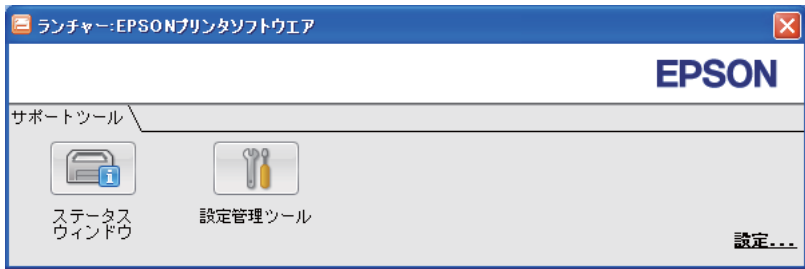 ランチャー:EPSONプリンタソフトウエア
EPSON
サポートツール
ステータス
ウィンドウ
設定管理ツール
設定...